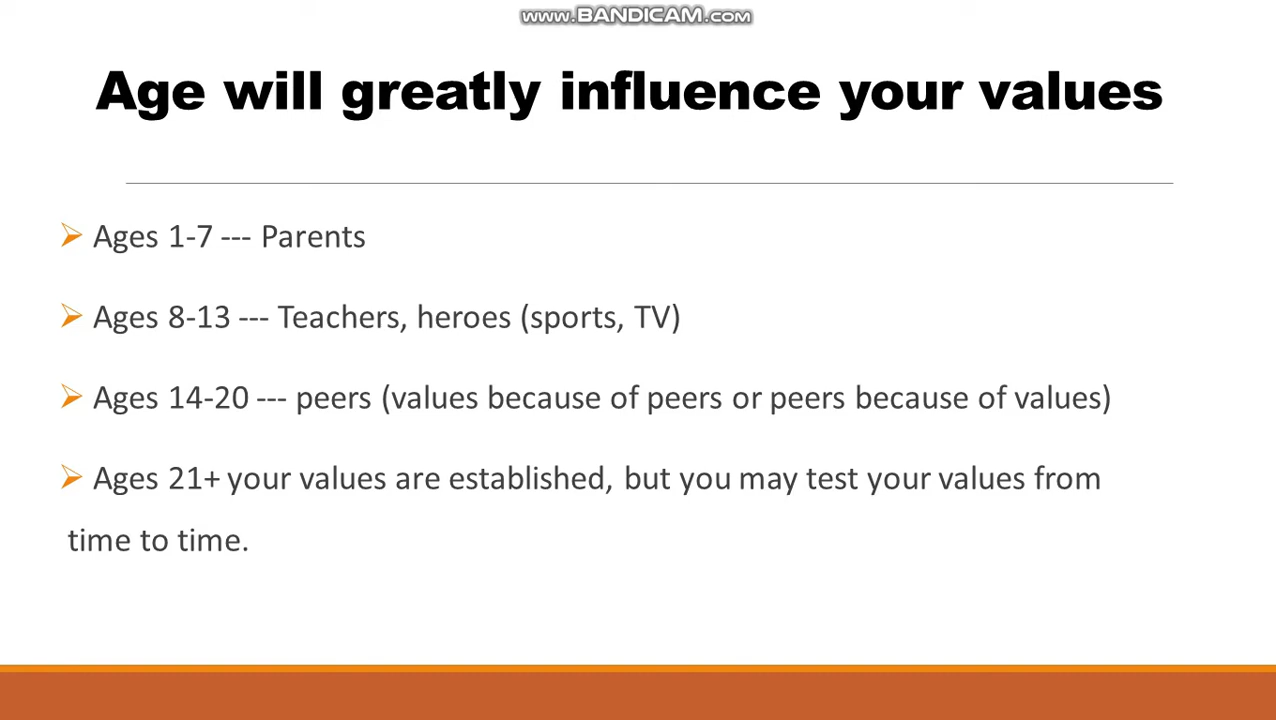 www.BANDICAM.com
Age will greatly influence your values
Ages 1-7 --- Parents
Ages 8-13 --- Teachers, heroes (sports, TV)
Ages 14-20 --- peers (values because of peers or peers because of values)
Ages 21+ your values are established, but you may test your values from
time to time.